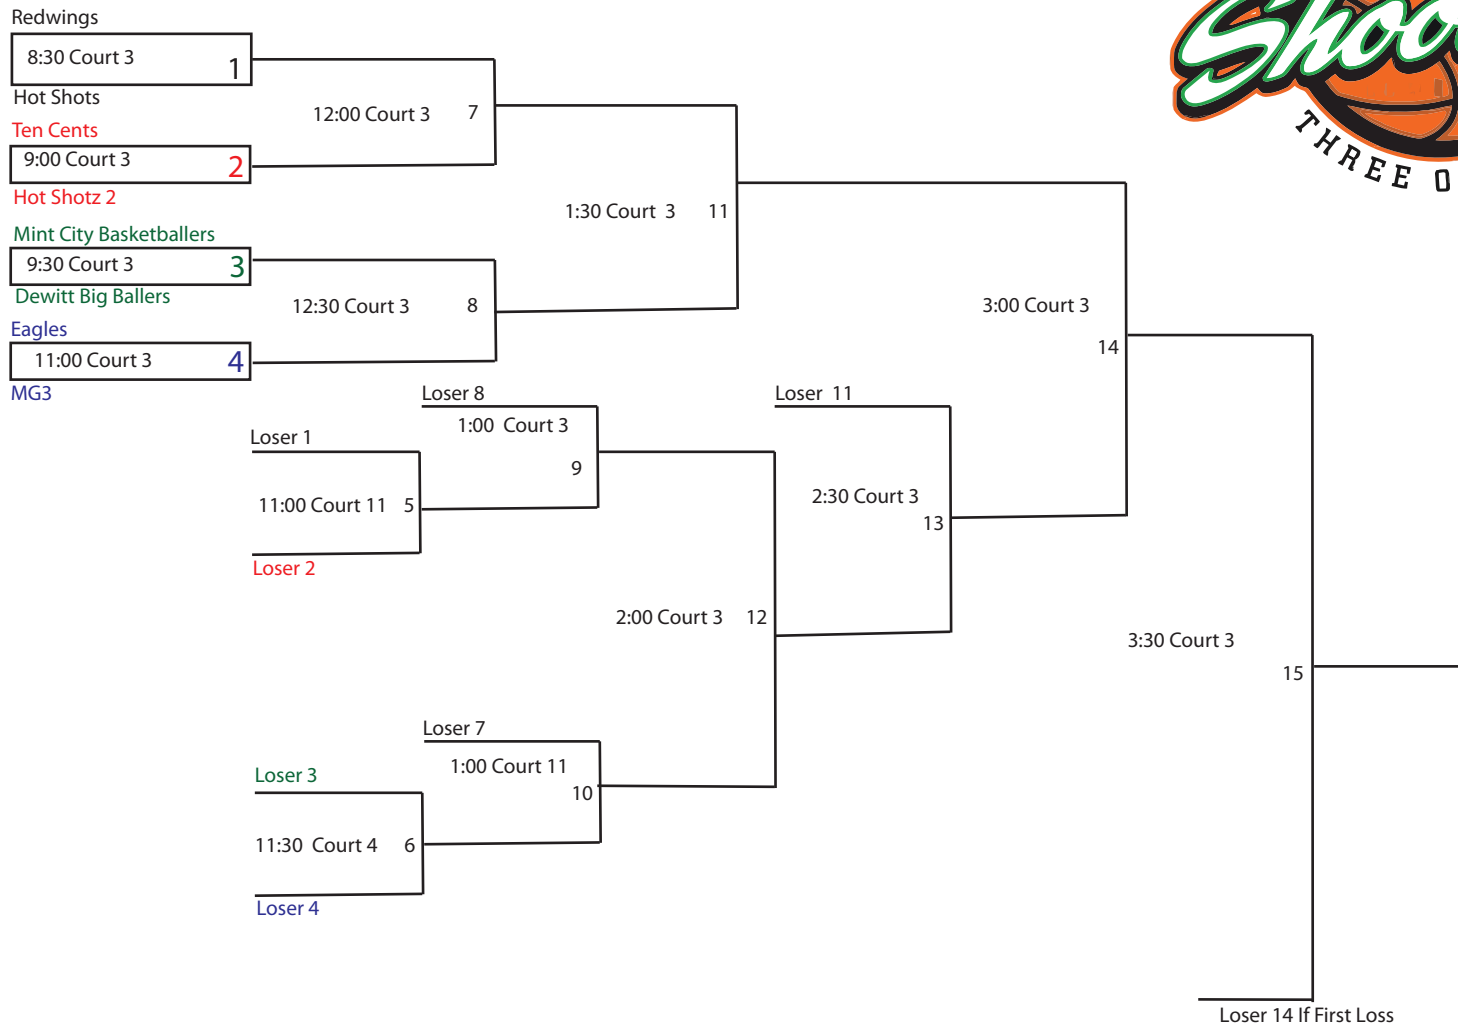 Redwings
8:30 Court 3 1
Hot Shots
Ten Cents
9:00 Court 3 2
Hot Shotz 2
Mint City Basketballers
9:30 Court 3 3
Dewitt Big Ballers
Eagles
11:00 Court 3 4
MG3
12:00 Court 3 7
12:30 Court 3 8
1:30 Court 3 11
3:00 Court 3
14
Loser 8
1:00 Court 3
9
Loser 1
11:00 Court 11 5
Loser 2
Loser 11
2:30 Court 3
13
2:00 Court 3 12
Loser 7
1:00 Court 11
10
Loser 3
11:30 Court 4 6
Loser 4
3:30 Court 3
15
Loser 14 If First Loss
THREE